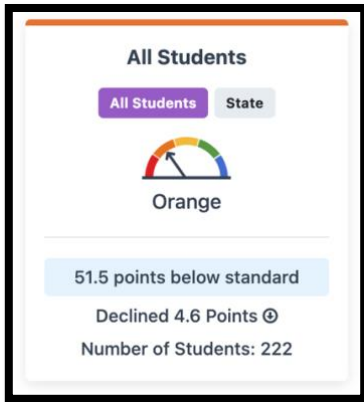 All Students
All Students State
Orange
51.5 points below standard
Declined 4.6 Points
Number of Students: 222